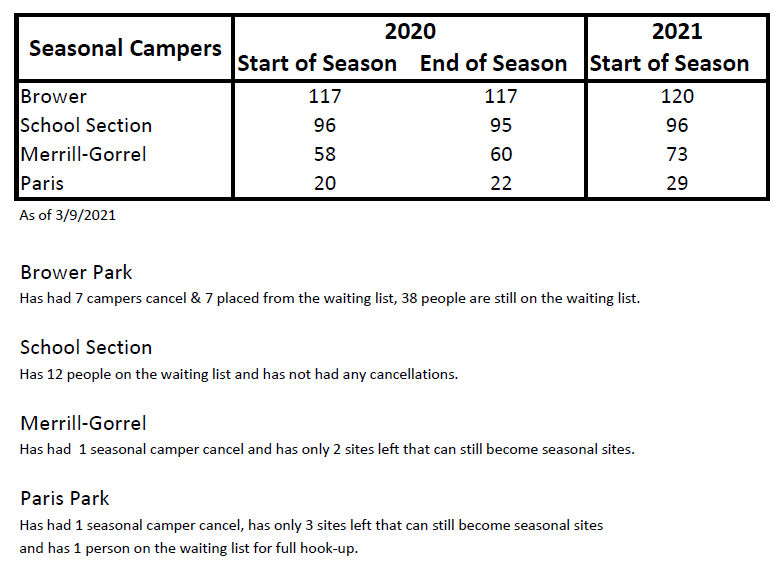 Seasonal Campers 2020 2021
Start of Season End of Season Start of Season
Brower 117 117 120
School Section 96 95 96
Merrill-Gorrel 58 60 73
Paris 20 22 29
As of 3/9/2021
Brower Park
Has had 7 campers cancel & 7 placed from the waiting list, 38 people are still on the waiting list.
School Section
Has 12 people on the waiting list and has not had any cancellations.
Merrill-Gorrel
Has had  1 seasonal camper cancel and has only 2 sites left that can still become seasonal sites.
Paris Park
Has had 1 seasonal camper cancel, has only 3 sites left that can still become seasonal sites
and has 1 person on the waiting list for full hook-up.